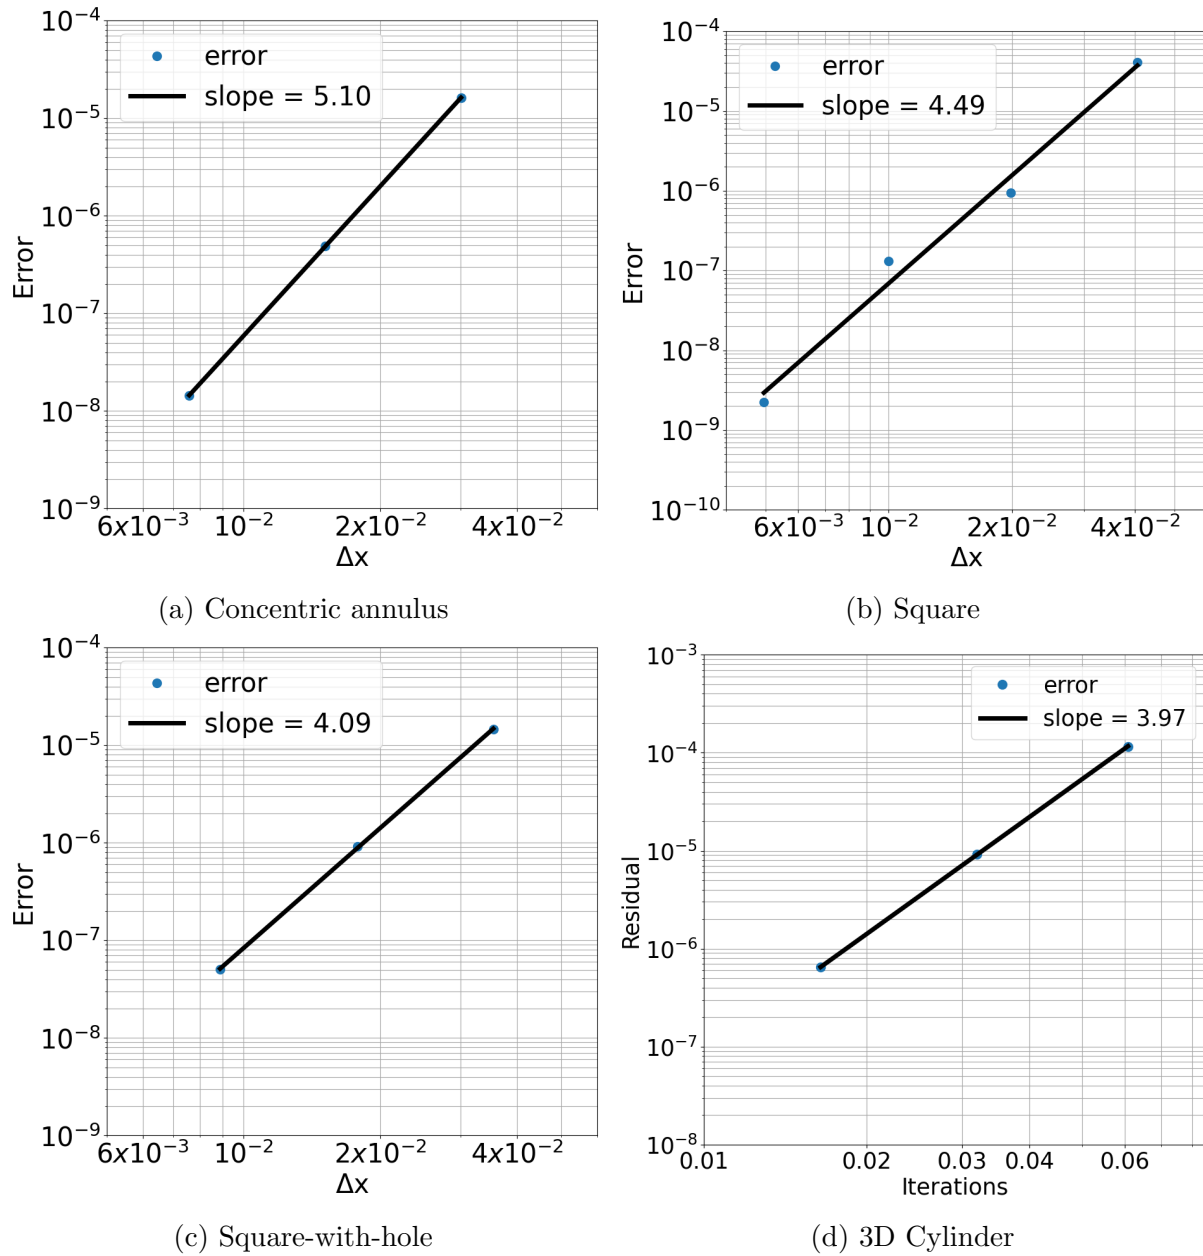 10⁻⁴
10⁻⁵
10⁻⁶
10⁻⁷
10⁻⁸
10⁻⁹
Error
error
slope = 5.10
6x10⁻³ 10⁻² 2x10⁻² 4x10⁻²
Δx
(a) Concentric annulus
10⁻⁴
10⁻⁵
10⁻⁶
10⁻⁷
10⁻⁸
10⁻⁹
10⁻¹⁰
Error
error
slope = 4.49
6x10⁻³ 10⁻² 2x10⁻² 4x10⁻²
Δx
(b) Square
10⁻⁴
10⁻⁵
10⁻⁶
10⁻⁷
10⁻⁸
10⁻⁹
Error
error
slope = 4.09
6x10⁻³ 10⁻² 2x10⁻² 4x10⁻²
Δx
(c) Square-with-hole
10⁻³
10⁻⁴
10⁻⁵
10⁻⁶
10⁻⁷
10⁻⁸
Residual
error
slope = 3.97
0.01 0.02 0.03 0.04 0.06
Iterations
(d) 3D Cylinder